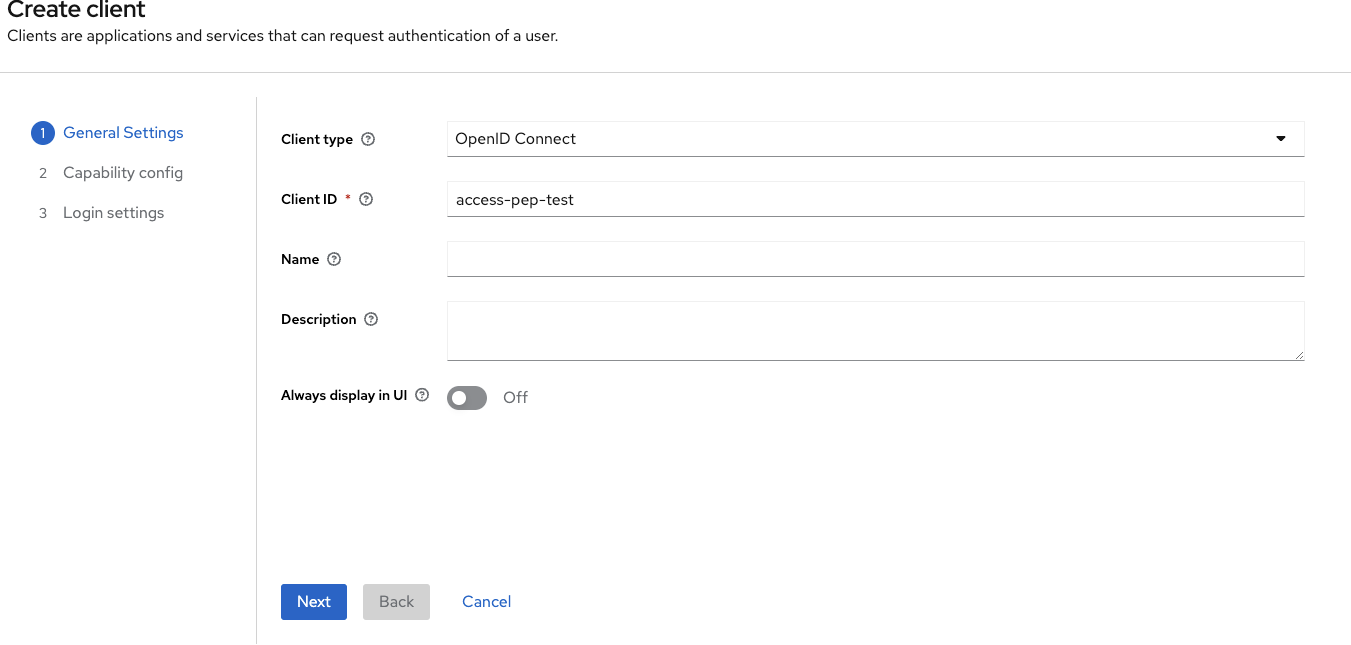 Create client
Clients are applications and services that can request authentication of a user.
1 General Settings
2 Capability config
3 Login settings
Client type ?
OpenID Connect
Client ID * ?
access-pep-test
Name ?
Description ?
Always display in UI ?
Off
Next
Back
Cancel